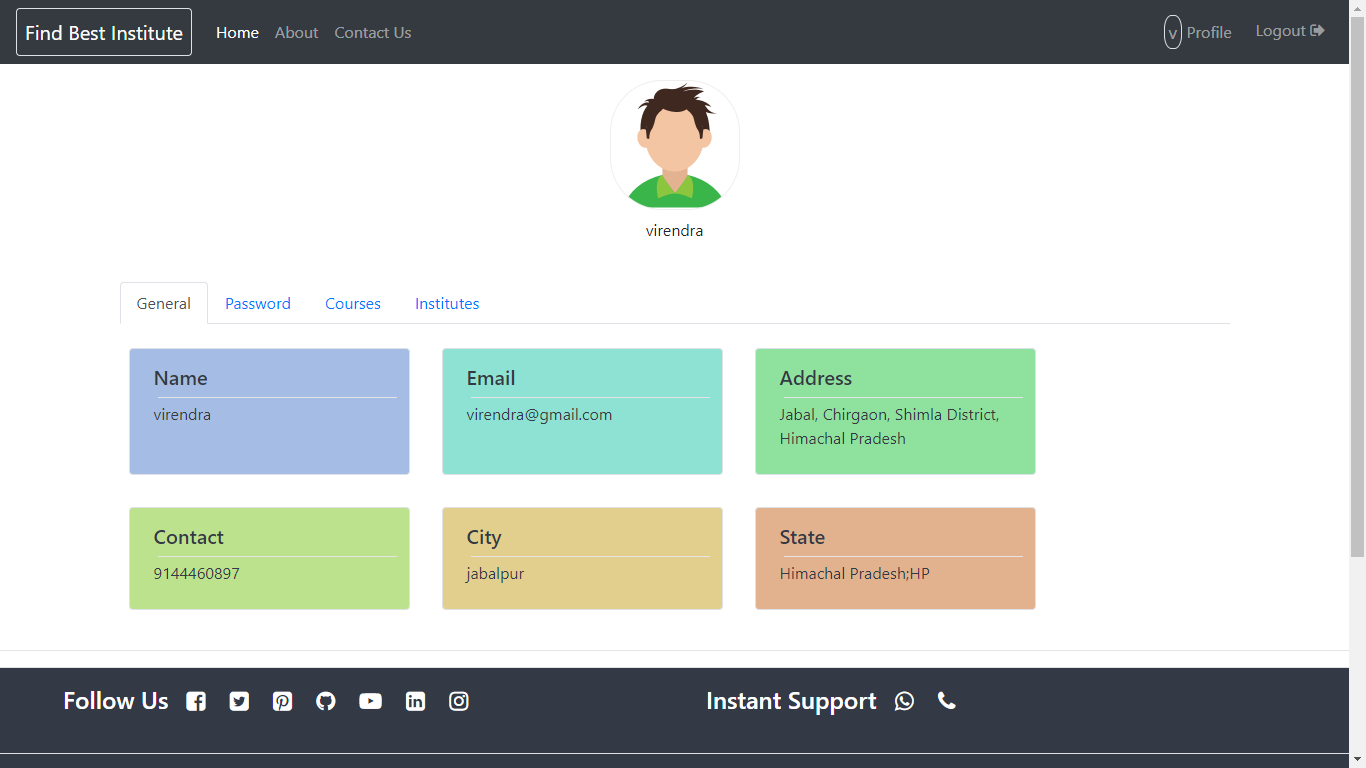 Find Best Institute Home About Contact Us v Profile Logout
virendra
General Password Courses Institutes
Name
virendra
Email
virendra@gmail.com
Address
Jabal, Chirgaon, Shimla District,
Himachal Pradesh
Contact
9144460897
City
jabalpur
State
Himachal Pradesh;HP
Follow Us
Instant Support